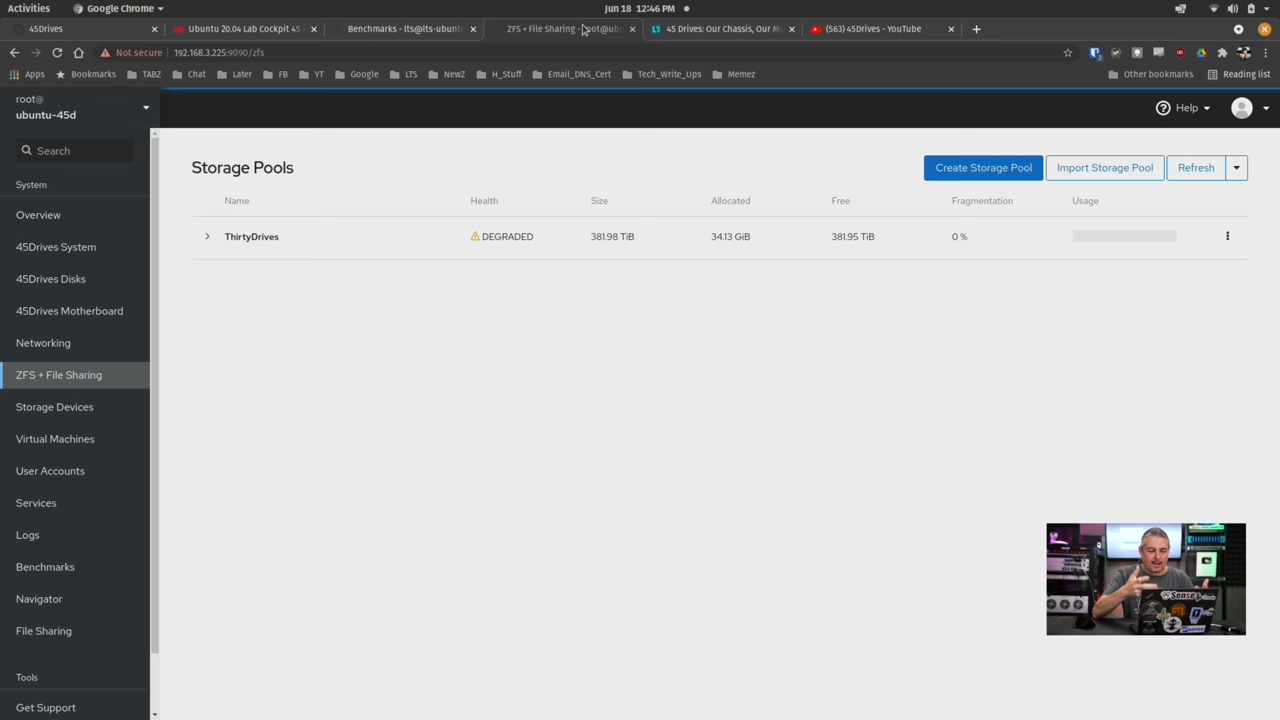 Activities
Google Chrome
Jun 18 12:46 PM
45Drives
Ubuntu 20.04 Lab Cockpit 45
Benchmarks - lts@lts-ubunt
ZFS + File Sharing - root@ub
45 Drives: Our Chassis, Our M
(563) 45Drives - YouTube
Not secure
192.168.3.225:9090/zfs
Apps
Bookmarks
TABZ
Chat
Later
FB
YT
Google
LTS
NewZ
H_Stuff
Email_DNS_Cert
Tech_Write_Ups
Memez
Other bookmarks
Reading list
root@
ubuntu-45d
Help
Search
System
Overview
45Drives System
45Drives Disks
45Drives Motherboard
Networking
ZFS + File Sharing
Storage Devices
Virtual Machines
User Accounts
Services
Logs
Benchmarks
Navigator
File Sharing
Tools
Get Support
Storage Pools
Create Storage Pool
Import Storage Pool
Refresh
Name Health Size Allocated Free Fragmentation Usage
ThirtyDrives DEGRADED 381.98 TiB 34.13 GiB 381.95 TiB 0 %